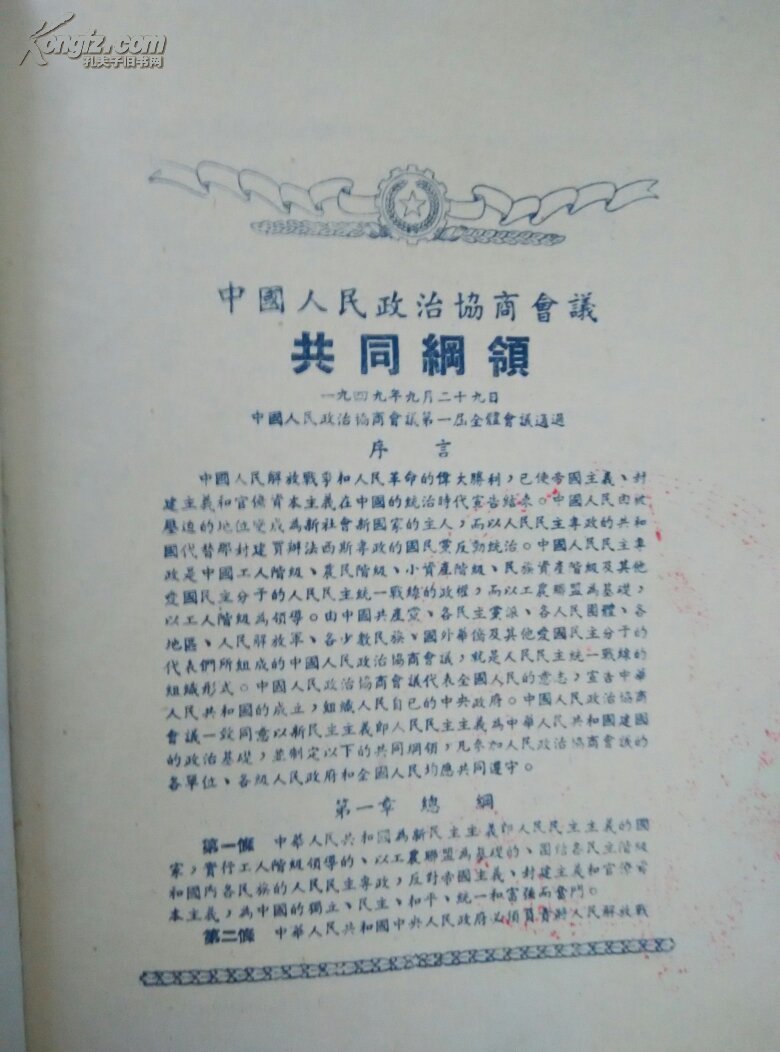 Kongfz.com
孔夫子旧书网
中國人民政治協商會議
共同綱領
一九四九年九月二十九日
中國人民政治協商會議第一屆全體會議通過
序 言
中國人民解放戰爭和人民革命的偉大勝利，已使帝國主義、封
建主義和官僚資本主義在中國的統治時代宣告結束。中國人民由被
壓迫的地位變成為新社會新國家的主人，而以人民民主專政的共和
國代替那封建買辦法西斯專政的國民黨反動統治。中國人民民主專
政是中國工人階級、農民階級、小資產階級、民族資產階級及其他
愛國民主分子的人民民主統一戰線的政權，而以工農聯盟為基礎，
以工人階級為領導。由中國共產黨、各民主黨派、各人民團體、各
地區、人民解放軍、各少數民族、國外華僑及其他愛國民主分子的
代表們所組成的中國人民政治協商會議，就是人民民主統一戰線的
組織形式。中國人民政治協商會議代表全國人民的意志，宣告中華
人民共和國的成立，組織人民自己的中央政府。中國人民政治協商
會議一致同意以新民主主義即人民民主主義為中華人民共和國建國
的政治基礎，並制定以下的共同綱領，凡參加人民政治協商會議的
各單位、各級人民政府和全國人民均應共同遵守。
第一章 總 綱
第一條 中華人民共和國為新民主主義即人民民主主義的國
家，實行工人階級領導的、以工農聯盟為基礎的、團結各民主階級
和國內各民族的人民民主專政，反對帝國主義、封建主義和官僚資
本主義，為中國的獨立、民主、和平、統一和富強而奮鬥。
第二條 中華人民共和國中央人民政府必須負責將人民解放戰